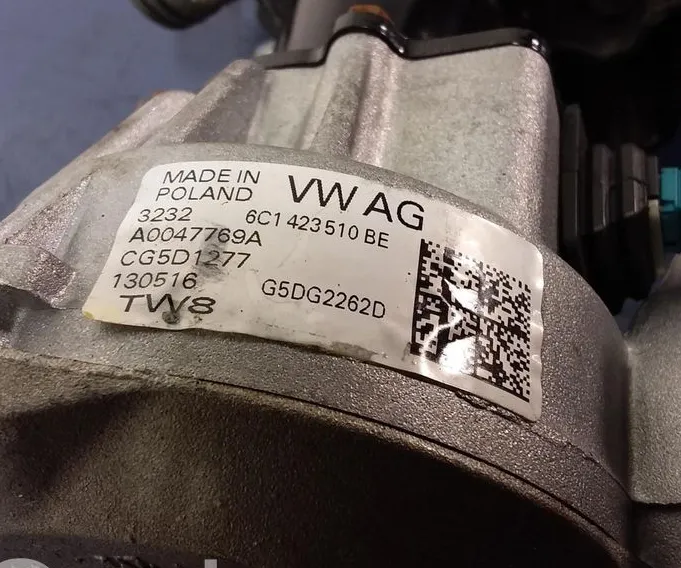 MADE IN
POLAND
VW AG
3232
6C1 423 510 BE
A0047769A
CG5D1277
130516
G5DG2262D
TW8